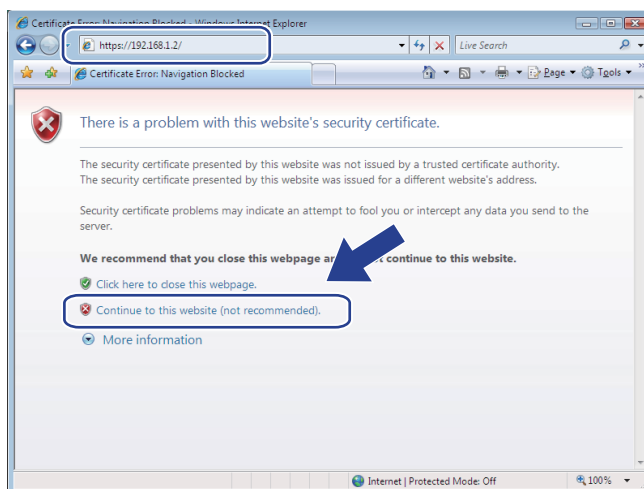 Certificate Error: Navigation Blocked - Windows Internet Explorer
https://192.168.1.2/
Live Search
Certificate Error: Navigation Blocked
Page
Tools
There is a problem with this website's security certificate.
The security certificate presented by this website was not issued by a trusted certificate authority.
The security certificate presented by this website was issued for a different website's address.
Security certificate problems may indicate an attempt to fool you or intercept any data you send to the
server.
We recommend that you close this webpage and continue to this website.
Click here to close this webpage.
Continue to this website (not recommended).
More information
Internet | Protected Mode: Off
100%